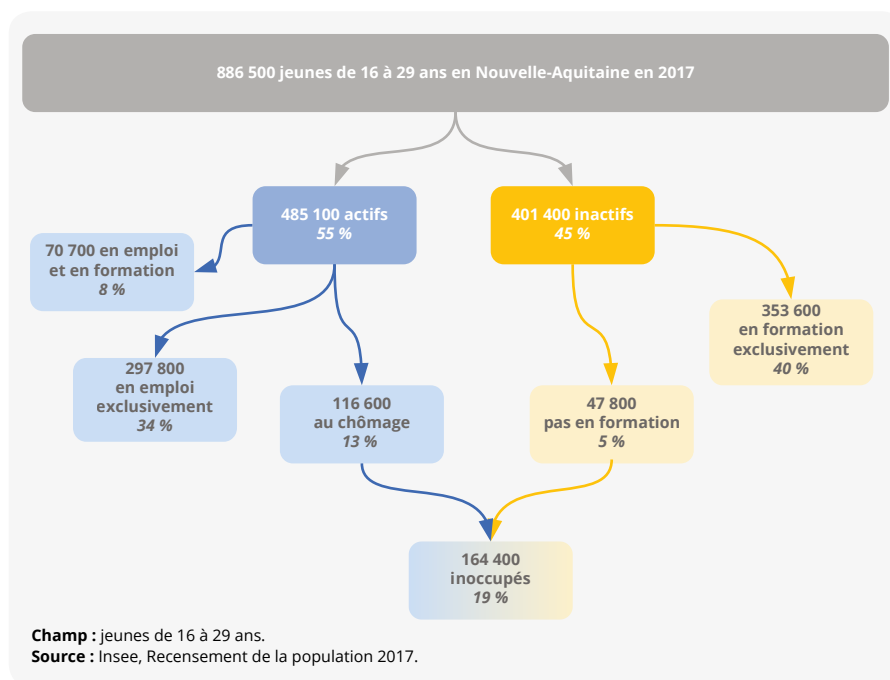 886 500 jeunes de 16 à 29 ans en Nouvelle-Aquitaine en 2017
485 100 actifs
55 %
401 400 inactifs
45 %
70 700 en emploi
et en formation
8 %
353 600
en formation
exclusivement
40 %
297 800
en emploi
exclusivement
34 %
116 600
au chômage
13 %
47 800
pas en formation
5 %
164 400
inoccupés
19 %
Champ : jeunes de 16 à 29 ans.
Source : Insee, Recensement de la population 2017.